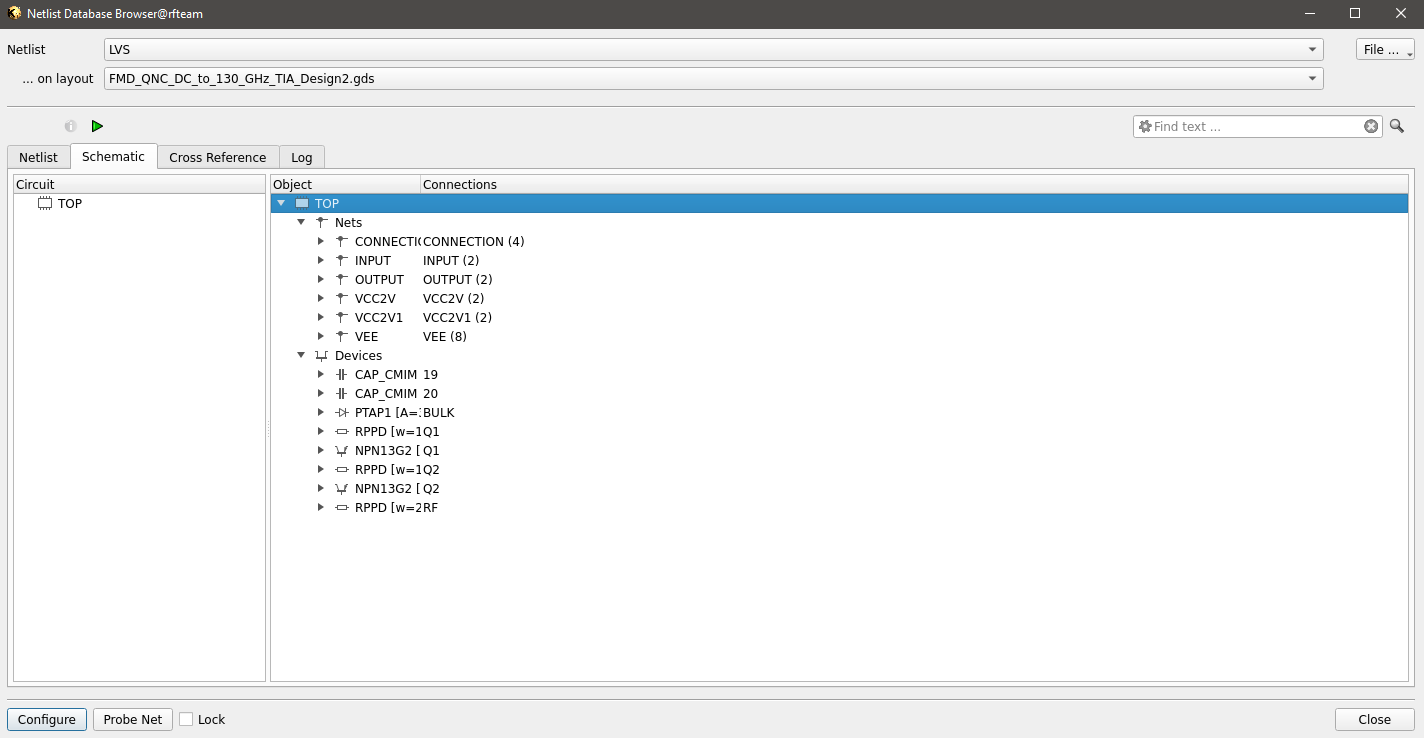 Netlist Database Browser@rfteam
Netlist LVS File ...
... on layout FMD_QNC_DC_to_130_GHz_TIA_Design2.gds
Find text ...
Netlist Schematic Cross Reference Log
Circuit Object Connections
TOP TOP
Nets
CONNECTIO CONNECTION (4)
INPUT INPUT (2)
OUTPUT OUTPUT (2)
VCC2V VCC2V (2)
VCC2V1 VCC2V1 (2)
VEE VEE (8)
Devices
CAP_CMIM 19
CAP_CMIM 20
PTAP1 [A=: BULK
RPPD [w=1 Q1
NPN13G2 [ Q1
RPPD [w=1 Q2
NPN13G2 [ Q2
RPPD [w=2 RF
Configure Probe Net Lock Close